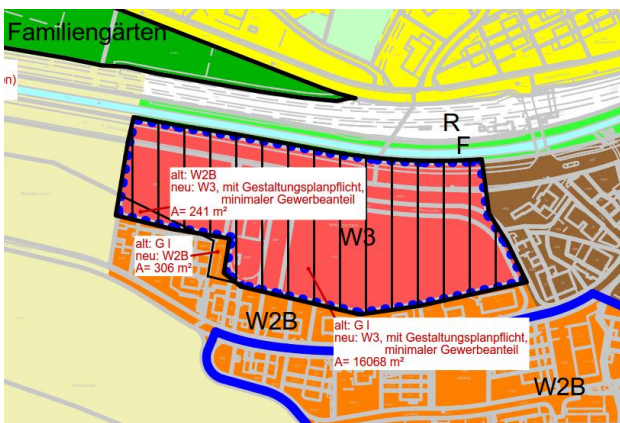 Familiengärten
n)
R
F
alt: W2B
neu: W3, mit Gestaltungsplanpflicht,
minimaler Gewerbeanteil
A= 241 m²
W3
alt: G I
neu: W2B
A= 306 m²
W2B
alt: G I
neu: W3, mit Gestaltungsplanpflicht,
minimaler Gewerbeanteil
A= 16068 m²
W2B